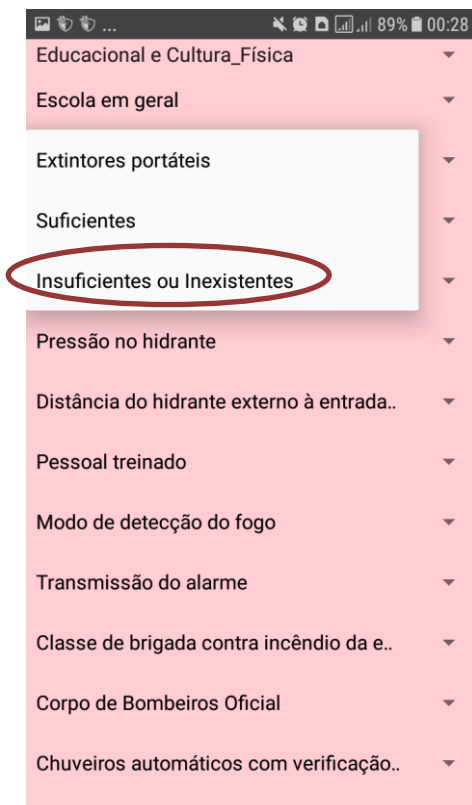 ... 89% 00:28
Educacional e Cultura_Física
Escola em geral
Extintores portáteis
Suficientes
Insuficientes ou Inexistentes
Pressão no hidrante
Distância do hidrante externo à entrada..
Pessoal treinado
Modo de detecção do fogo
Transmissão do alarme
Classe de brigada contra incêndio da e..
Corpo de Bombeiros Oficial
Chuveiros automáticos com verificação..